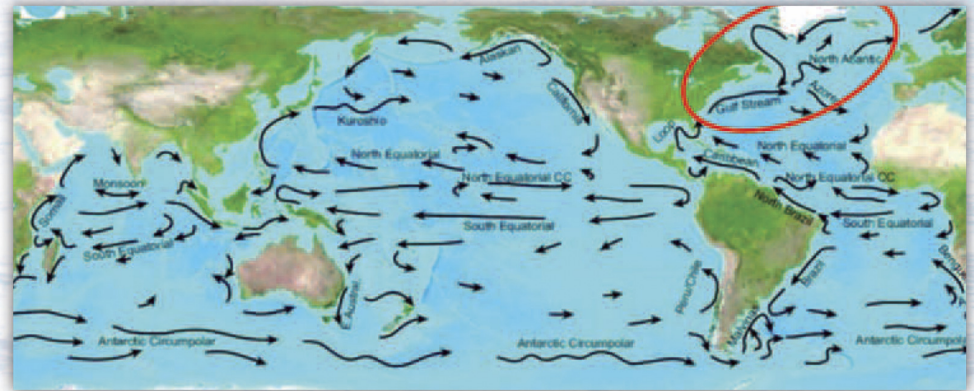 Alaskan
North Atlantic
Azores
Gulf Stream
California
Loop
Kuroshio
Caribbean
North Equatorial
North Equatorial
Monsoon
North Equatorial CC
North Equatorial CC
Somali
North Brazil
South Equatorial
South Equatorial
South Equatorial
Brazil
Peru/Chile
E.Austral.
Malvinas
Antarctic Circumpolar
Antarctic Circumpolar